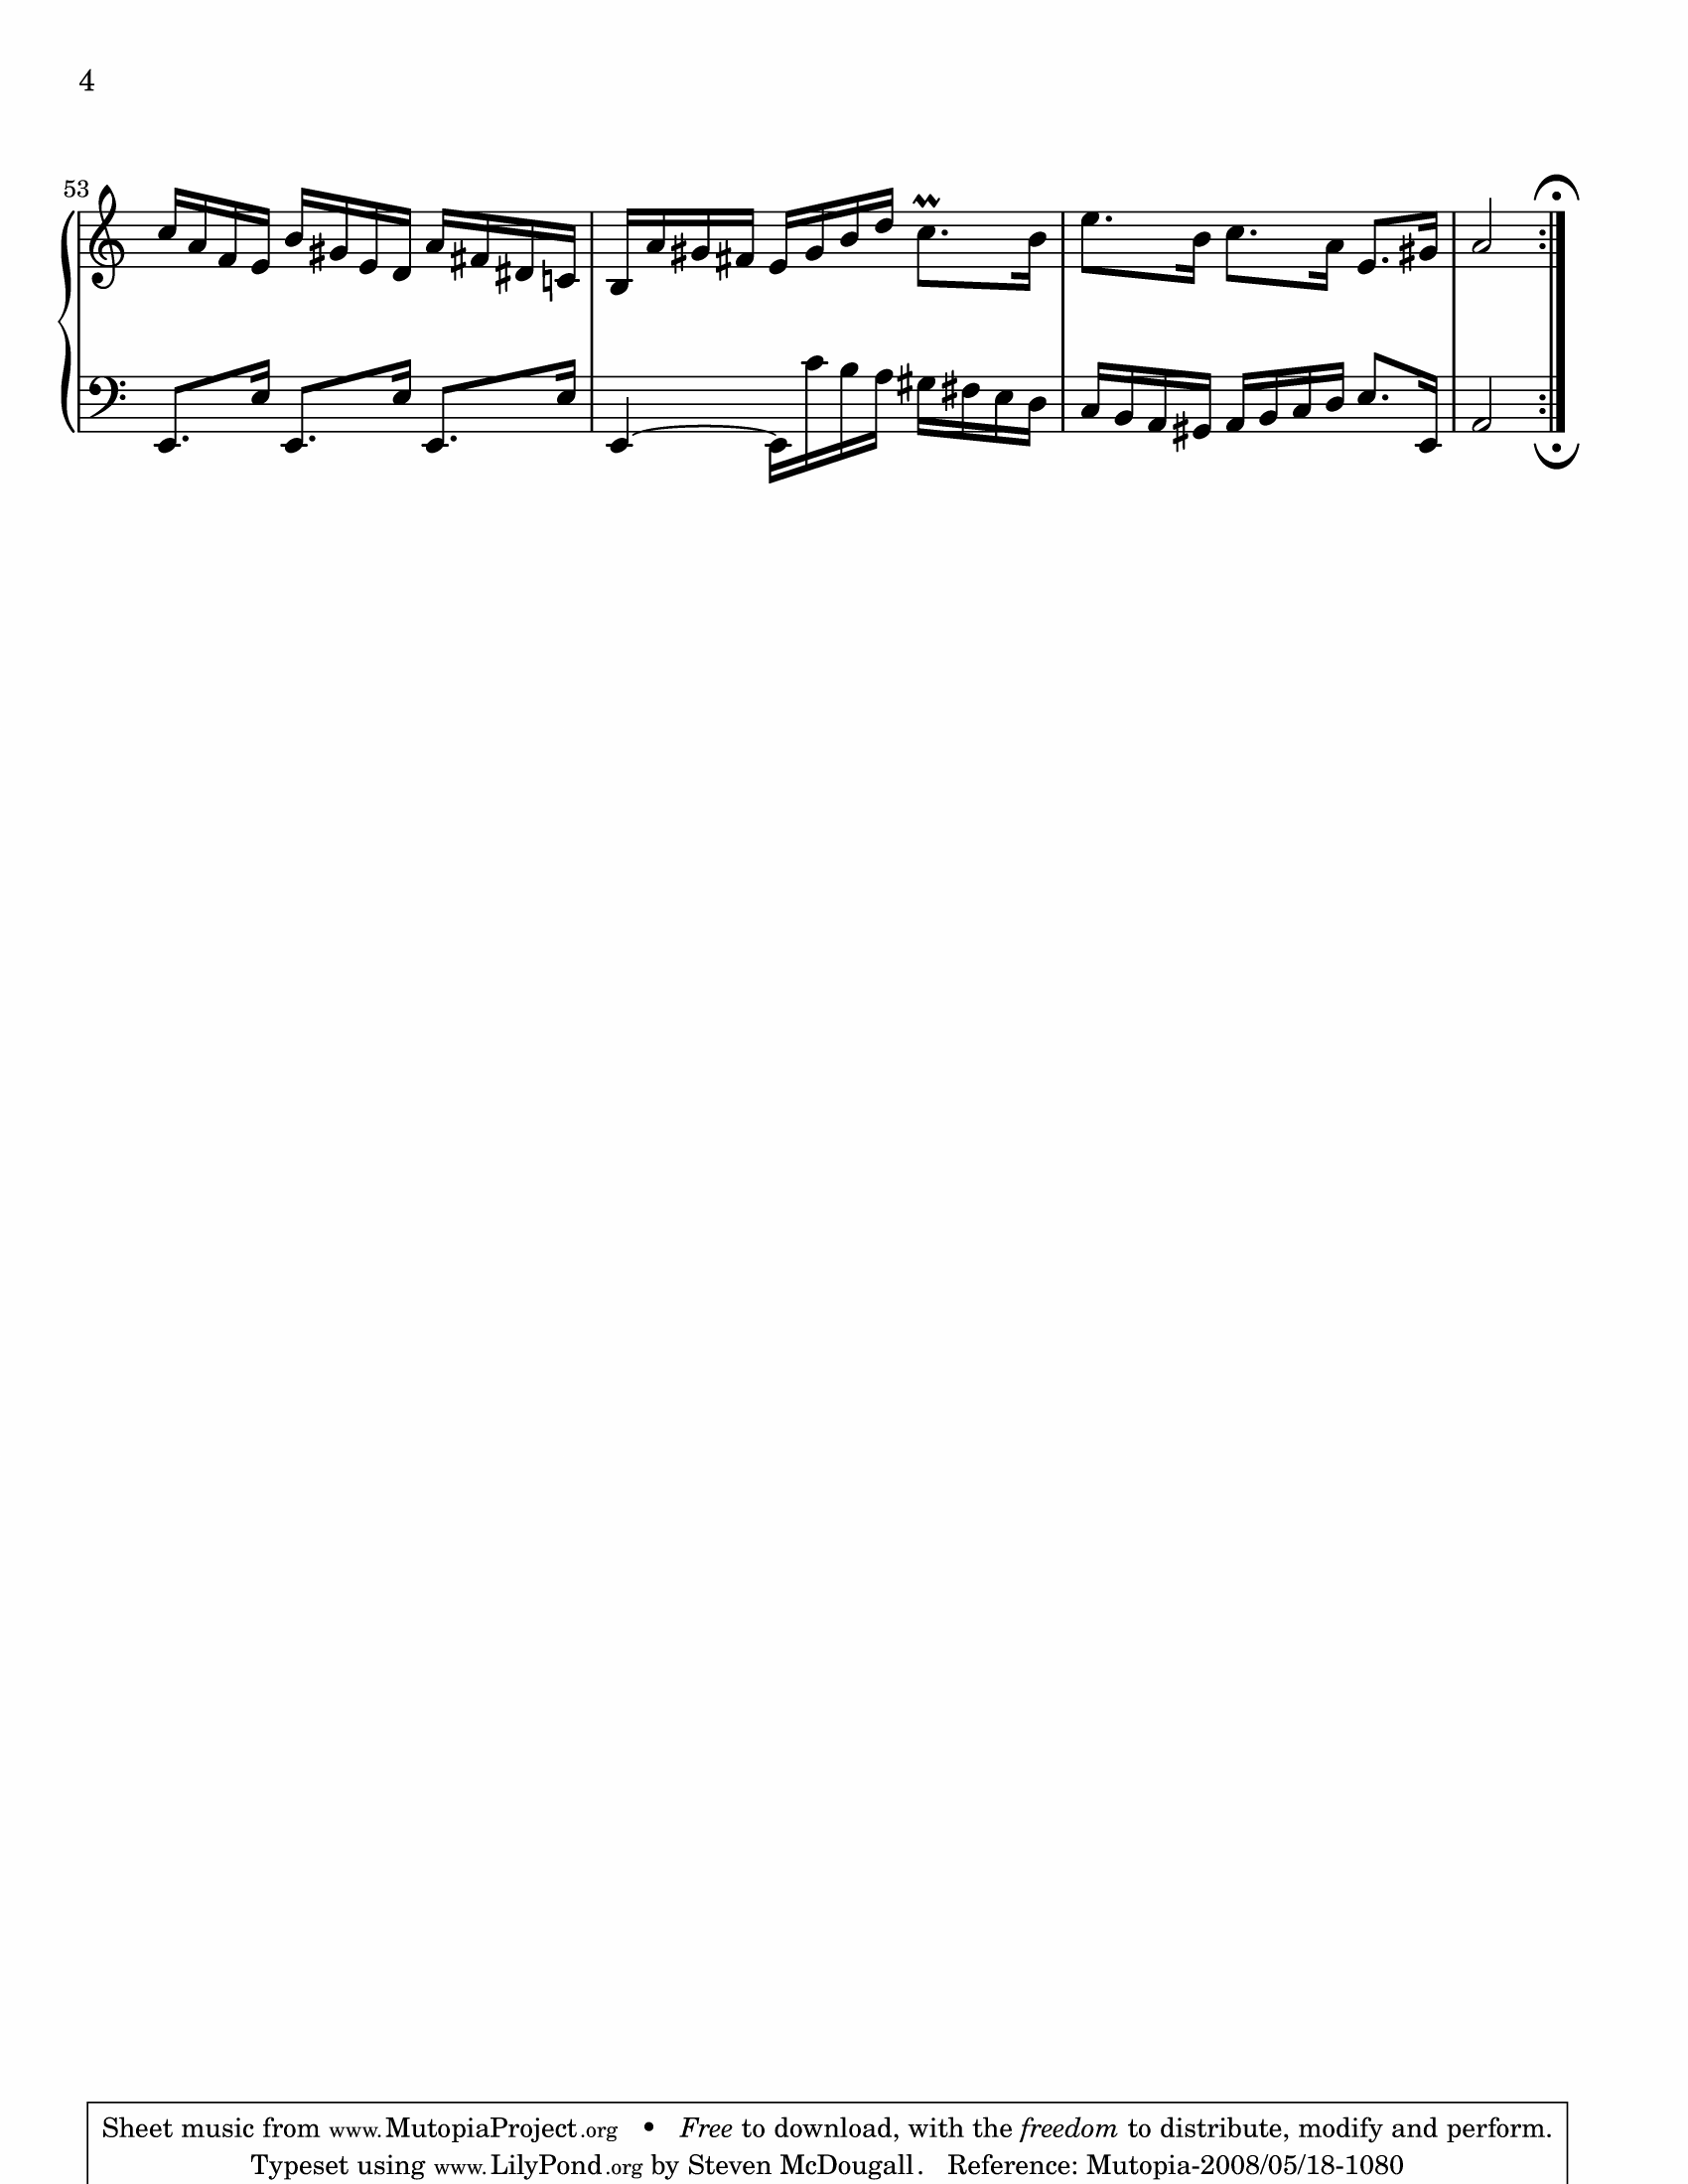 4
53
Sheet music from www.MutopiaProject.org • Free to download, with the freedom to distribute, modify and perform.
Typeset using www.LilyPond.org by Steven McDougall. Reference: Mutopia-2008/05/18-1080